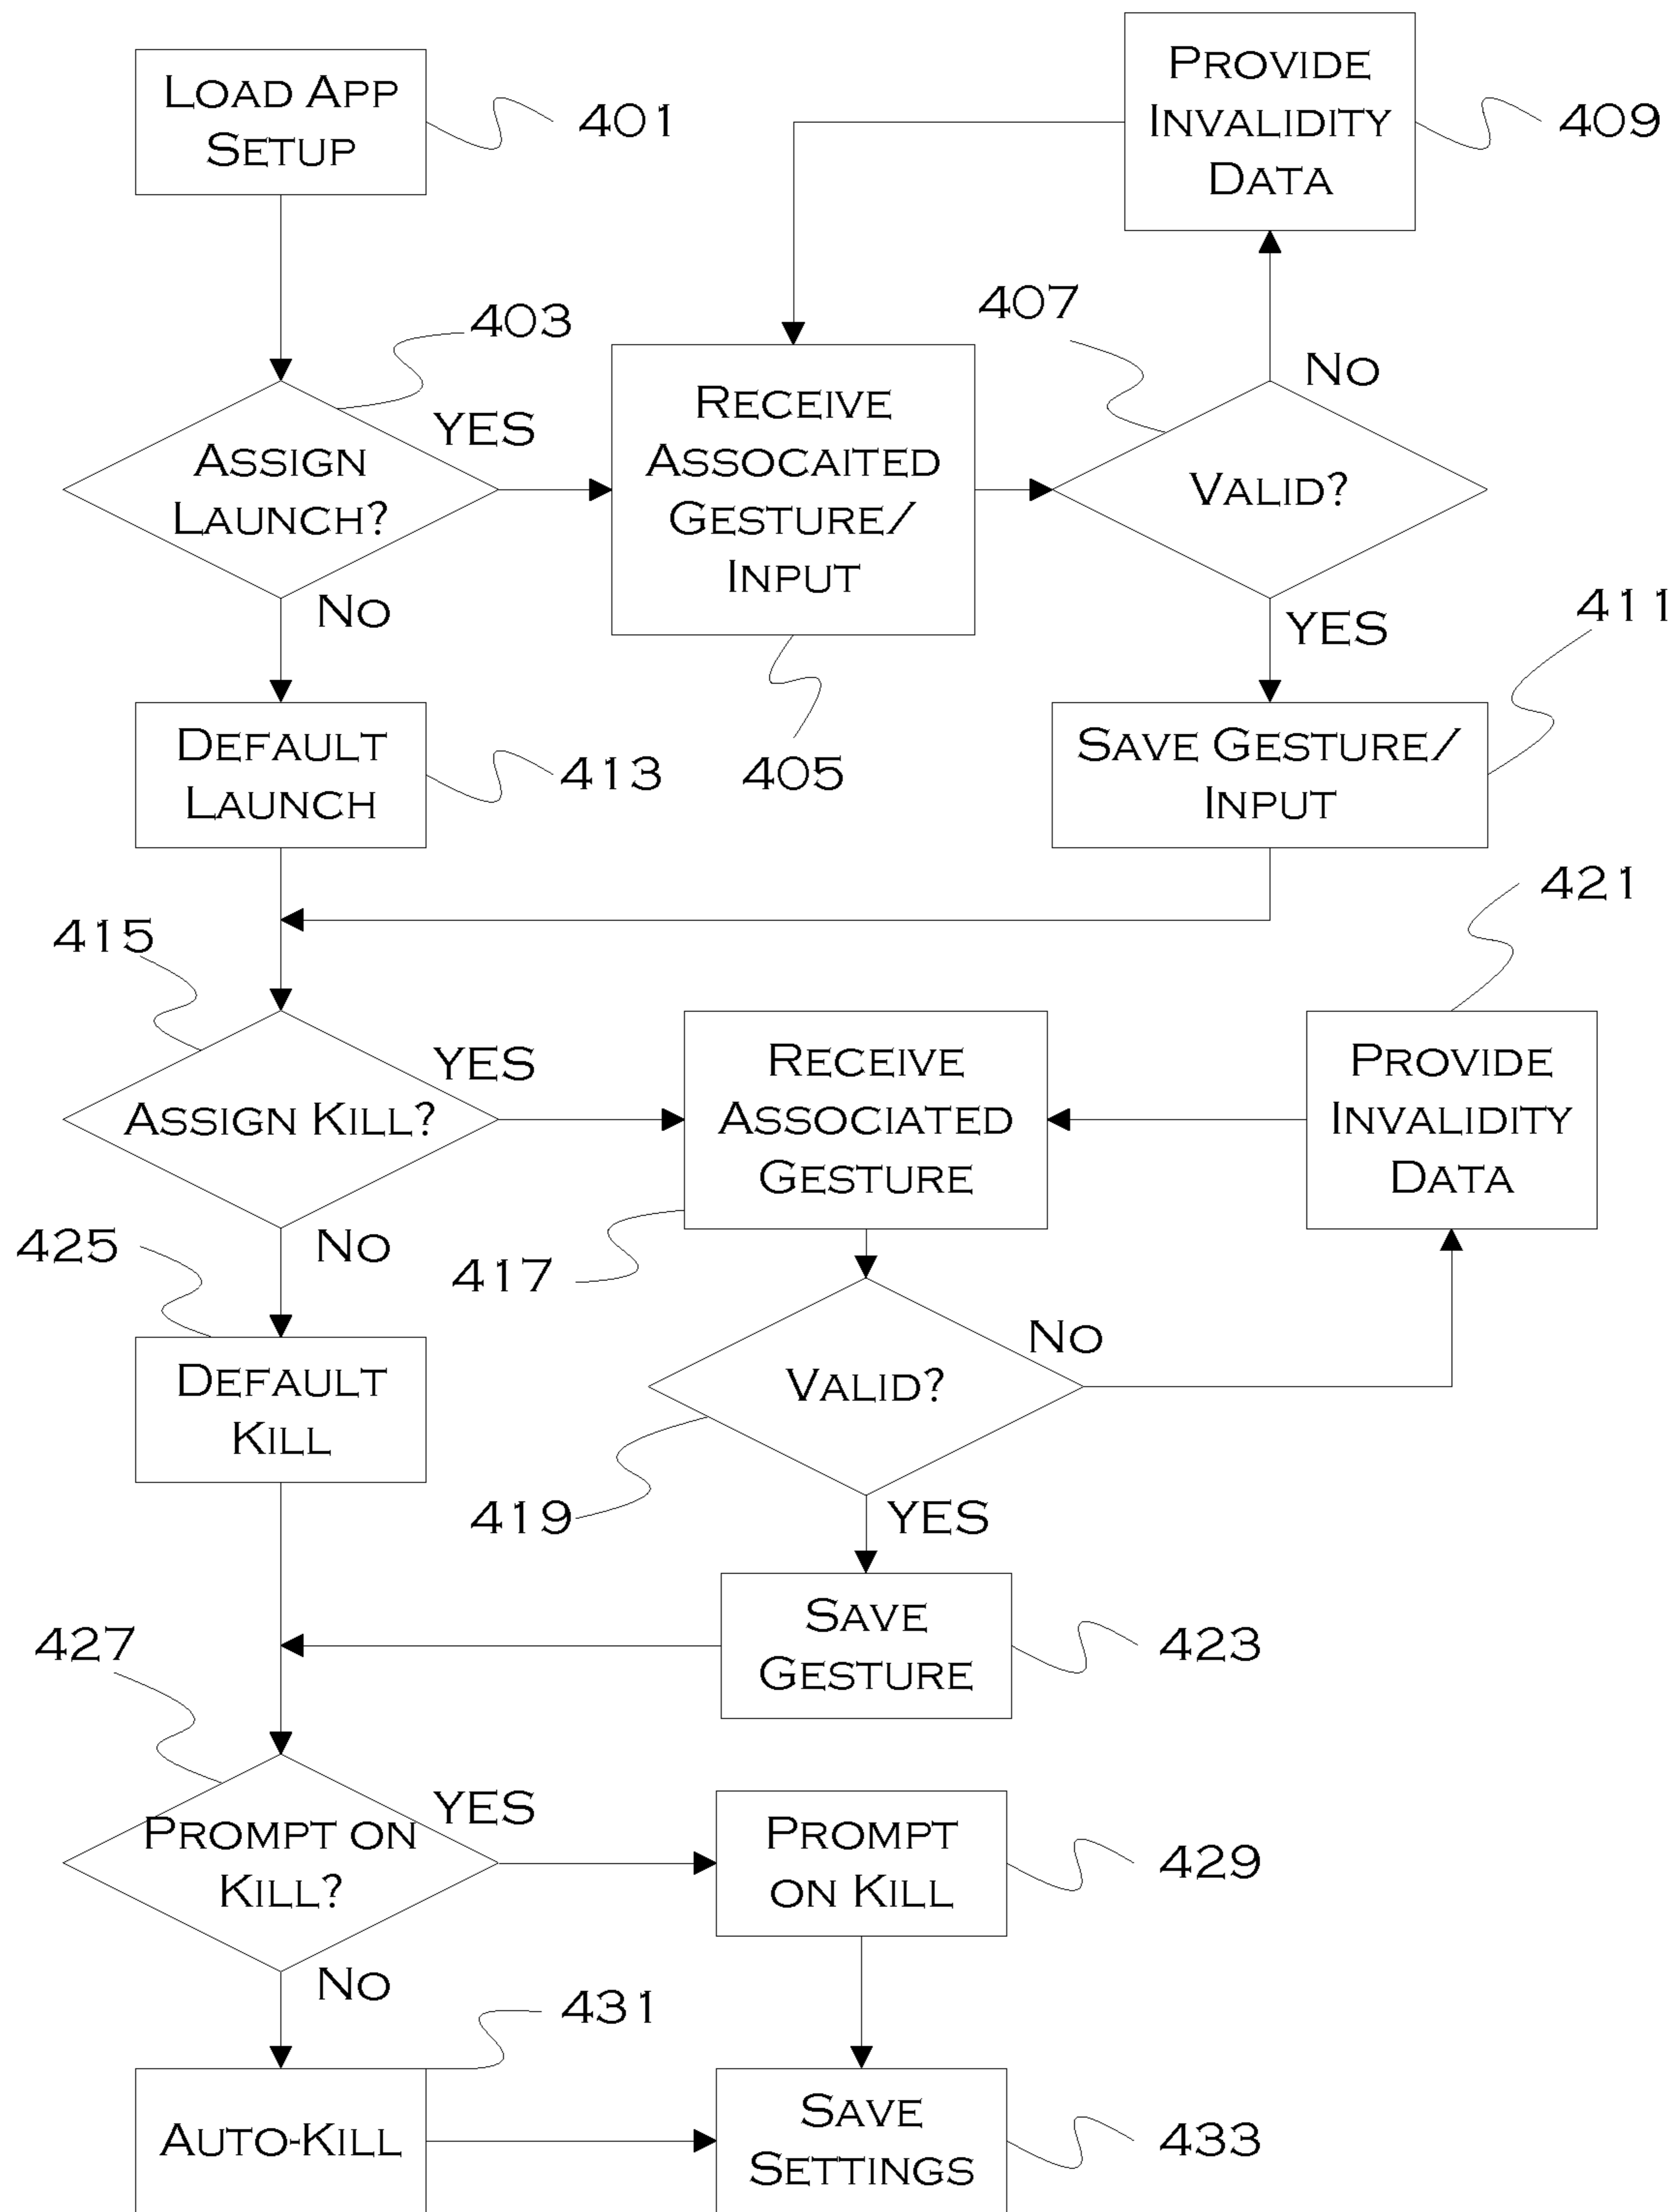 LOAD APP
SETUP
401
PROVIDE
INVALIDITY
DATA
409
403
407
ASSIGN
LAUNCH?
YES
NO
RECEIVE
ASSOCAITED
GESTURE/
INPUT
405
VALID?
NO
YES
411
DEFAULT
LAUNCH
413
SAVE GESTURE/
INPUT
415
421
ASSIGN KILL?
YES
NO
RECEIVE
ASSOCIATED
GESTURE
417
PROVIDE
INVALIDITY
DATA
425
DEFAULT
KILL
VALID?
NO
419
YES
SAVE
GESTURE
423
427
PROMPT ON
KILL?
YES
NO
PROMPT
ON KILL
429
431
AUTO-KILL
SAVE
SETTINGS
433